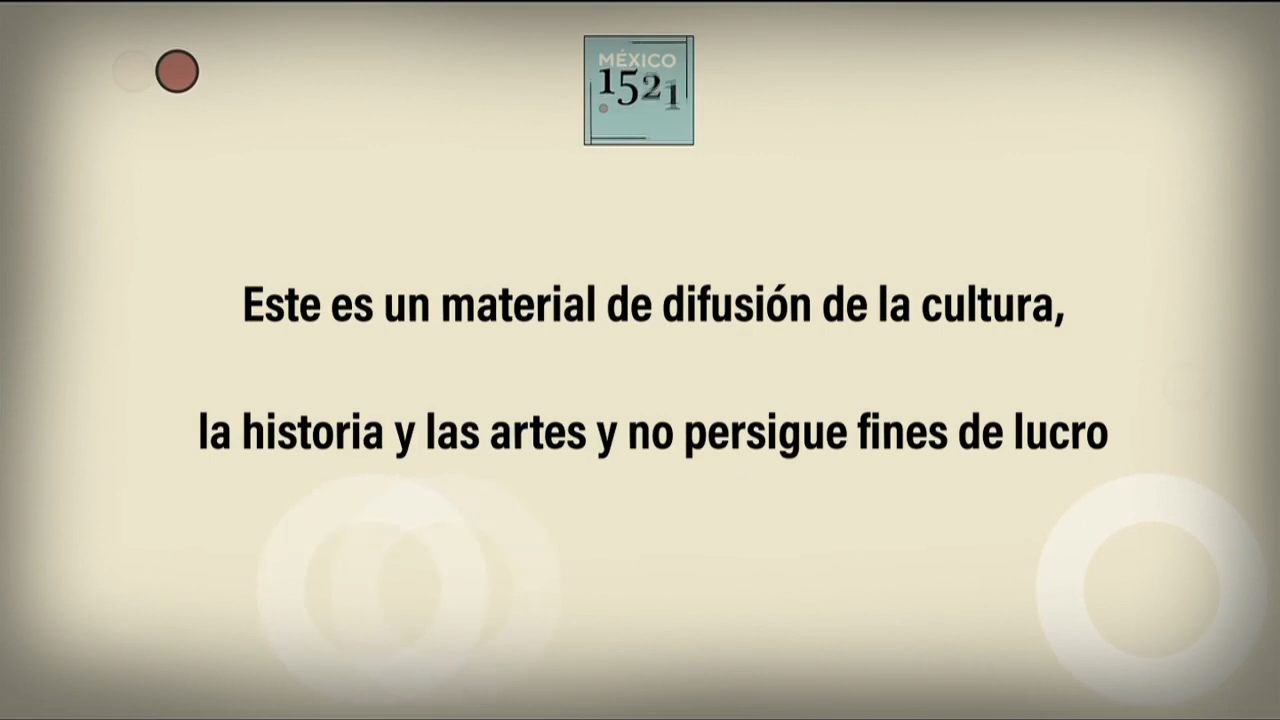 MÉXICO
1521
Este es un material de difusión de la cultura,
la historia y las artes y no persigue fines de lucro